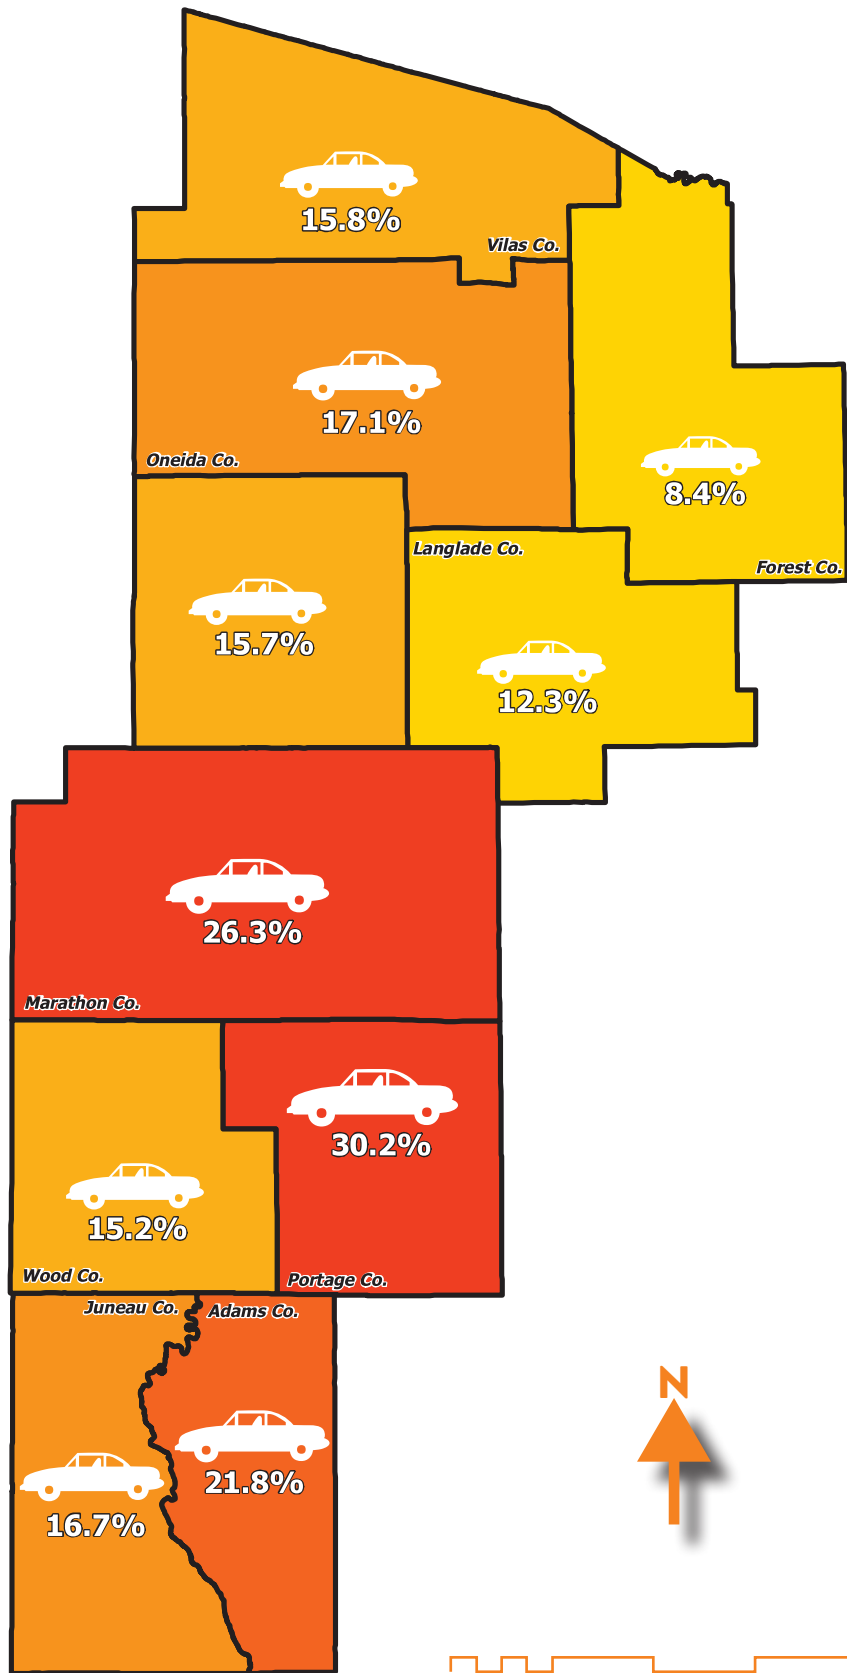 15.8%
Vilas Co.
17.1%
Oneida Co.
8.4%
Forest Co.
Langlade Co.
15.7%
12.3%
26.3%
Marathon Co.
30.2%
15.2%
Wood Co.
Portage Co.
Juneau Co.
Adams Co.
21.8%
16.7%
N